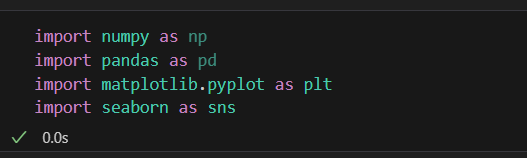 import numpy as np
import pandas as pd
import matplotlib.pyplot as plt
import seaborn as sns
0.0s